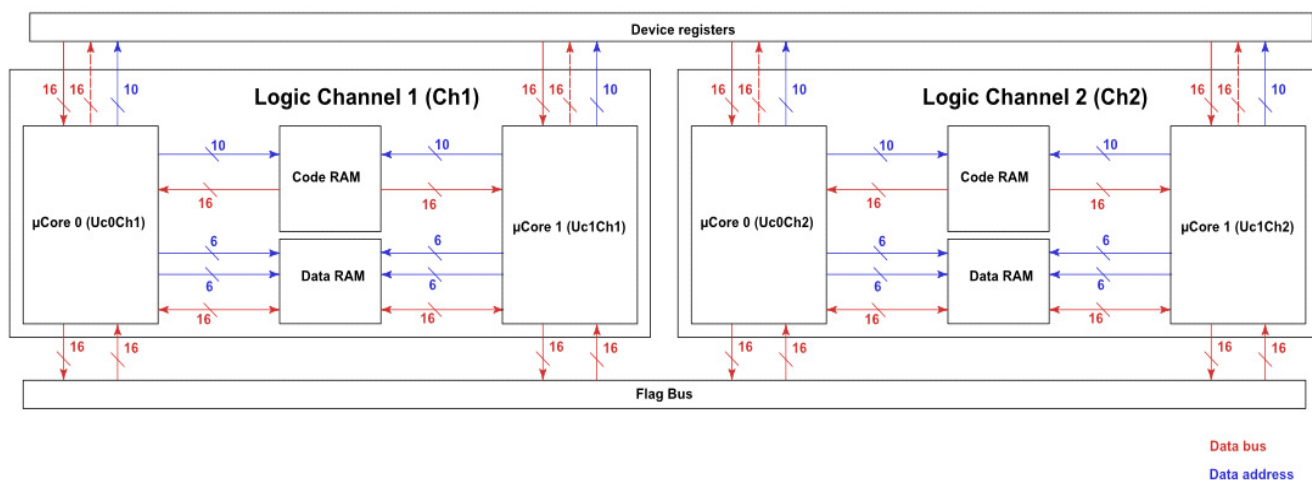 Device registers
16 16 10 16 16 10 16 16 10 16 16 10
Logic Channel 1 (Ch1) Logic Channel 2 (Ch2)
10 10 10 10
Code RAM Code RAM
16 16 16 16
µCore 0 (Uc0Ch1) µCore 1 (Uc1Ch1) µCore 0 (Uc0Ch2) µCore 1 (Uc1Ch2)
6 6 6 6
Data RAM Data RAM
6 6 6 6
16 16 16 16
16 16 16 16 16 16 16 16
Flag Bus
Data bus
Data address